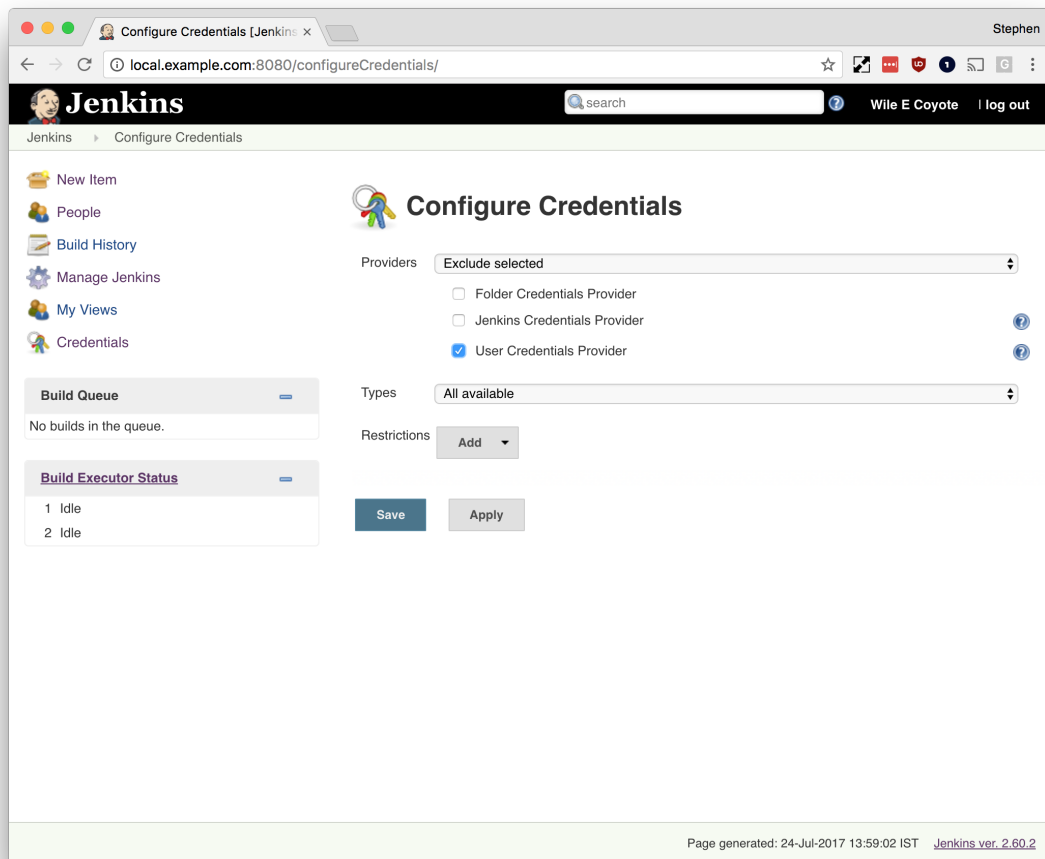 Configure Credentials [Jenkins
Stephen
local.example.com:8080/configureCredentials/
Jenkins
search
Wile E Coyote | log out
Jenkins Configure Credentials
New Item
People
Build History
Manage Jenkins
My Views
Credentials
Build Queue
No builds in the queue.
Build Executor Status
1 Idle
2 Idle
Configure Credentials
Providers Exclude selected
Folder Credentials Provider
Jenkins Credentials Provider
User Credentials Provider
Types All available
Restrictions Add
Save Apply
Page generated: 24-Jul-2017 13:59:02 IST Jenkins ver. 2.60.2